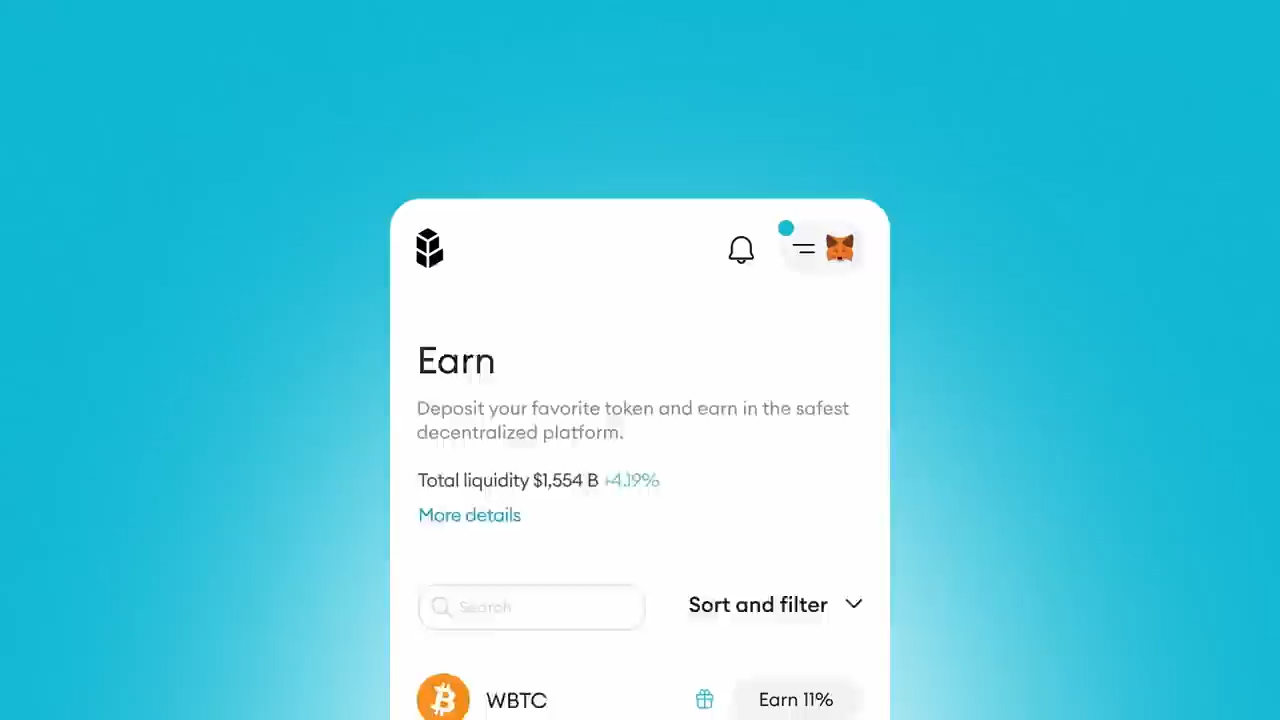 Earn
Deposit your favorite token and earn in the safest
decentralized platform.
Total liquidity $1,554 B +4.19%
More details
Search
Sort and filter
WBTC
Earn 11%